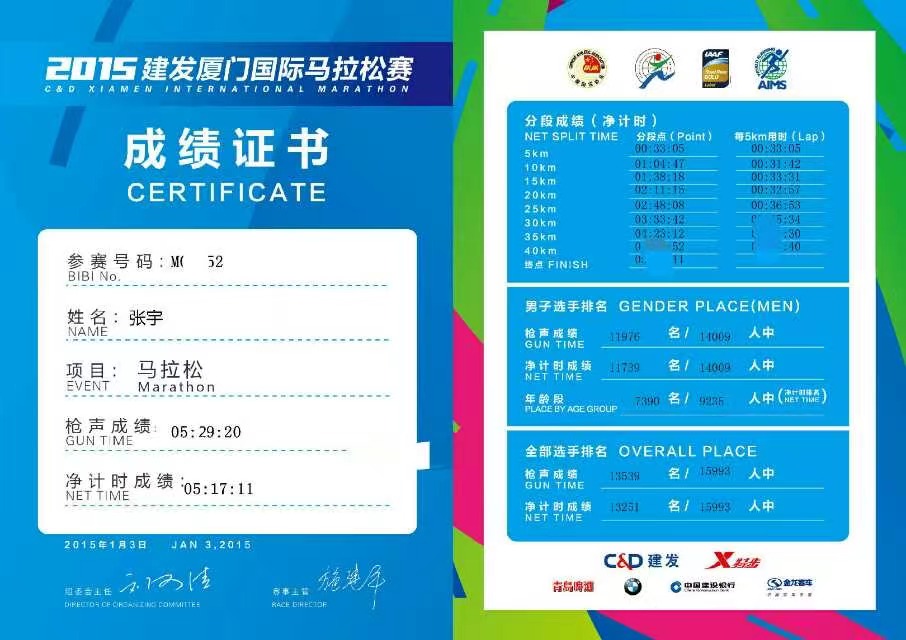 2015建发厦门国际马拉松赛
C&D XIAMEN INTERNATIONAL MARATHON
成绩证书
CERTIFICATE
参赛号码:
BIBI No.
姓名: 张宇
NAME
项目: 马拉松
EVENT Marathon
枪声成绩: 05:29:20
GUN TIME
净计时成绩: 05:17:11
NET TIME
2015年1月3日 JAN 3,2015
组委会主任
DIRECTOR OF ORGANIZING COMMITTEE
赛事主管
RACE DIRECTOR
IAAF
Road Race
GOLD
Label
AIMS
分段成绩(净计时)
NET SPLIT TIME 分段点(Point) 每5km用时(Lap)
5km 00:33:05 00:33:05
10km 01:04:47 00:31:42
15km 01:38:18 00:33:31
20km 02:11:15 00:32:57
25km 02:48:08 00:36:53
30km 03:33:42 5:34
35km 04:23:12 :30
40km 52 :40
终点 FINISH 11
男子选手排名 GENDER PLACE(MEN)
枪声成绩 11976 名/ 14009 人中
GUN TIME
净计时成绩 11739 名/ 14009 人中
NET TIME
年龄段 7390 名/ 9235 人中(净计时排名 NET TIME)
PLACE BY AGE GROUP
全部选手排名 OVERALL PLACE
枪声成绩 13539 名/ 15993 人中
GUN TIME
净计时成绩 13251 名/ 15993 人中
NET TIME
C&D 建发 X特步
青岛啤酒 BMW 中国建设银行 金龙客车
China Construction Bank